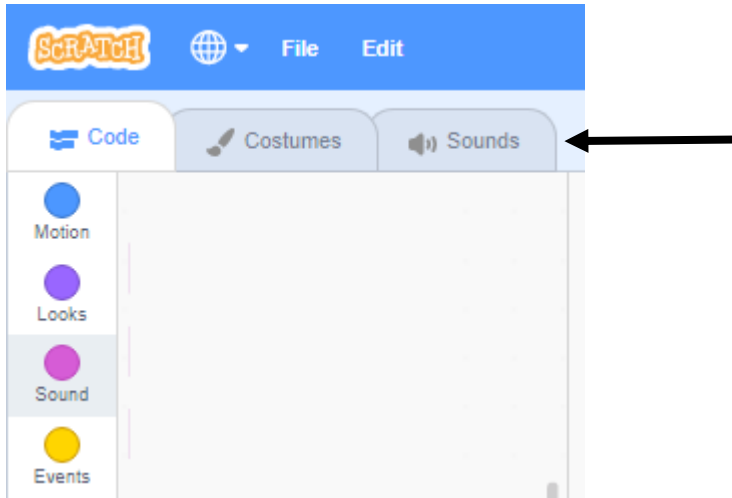 SCRATCH File Edit
Code Costumes Sounds
Motion
Looks
Sound
Events